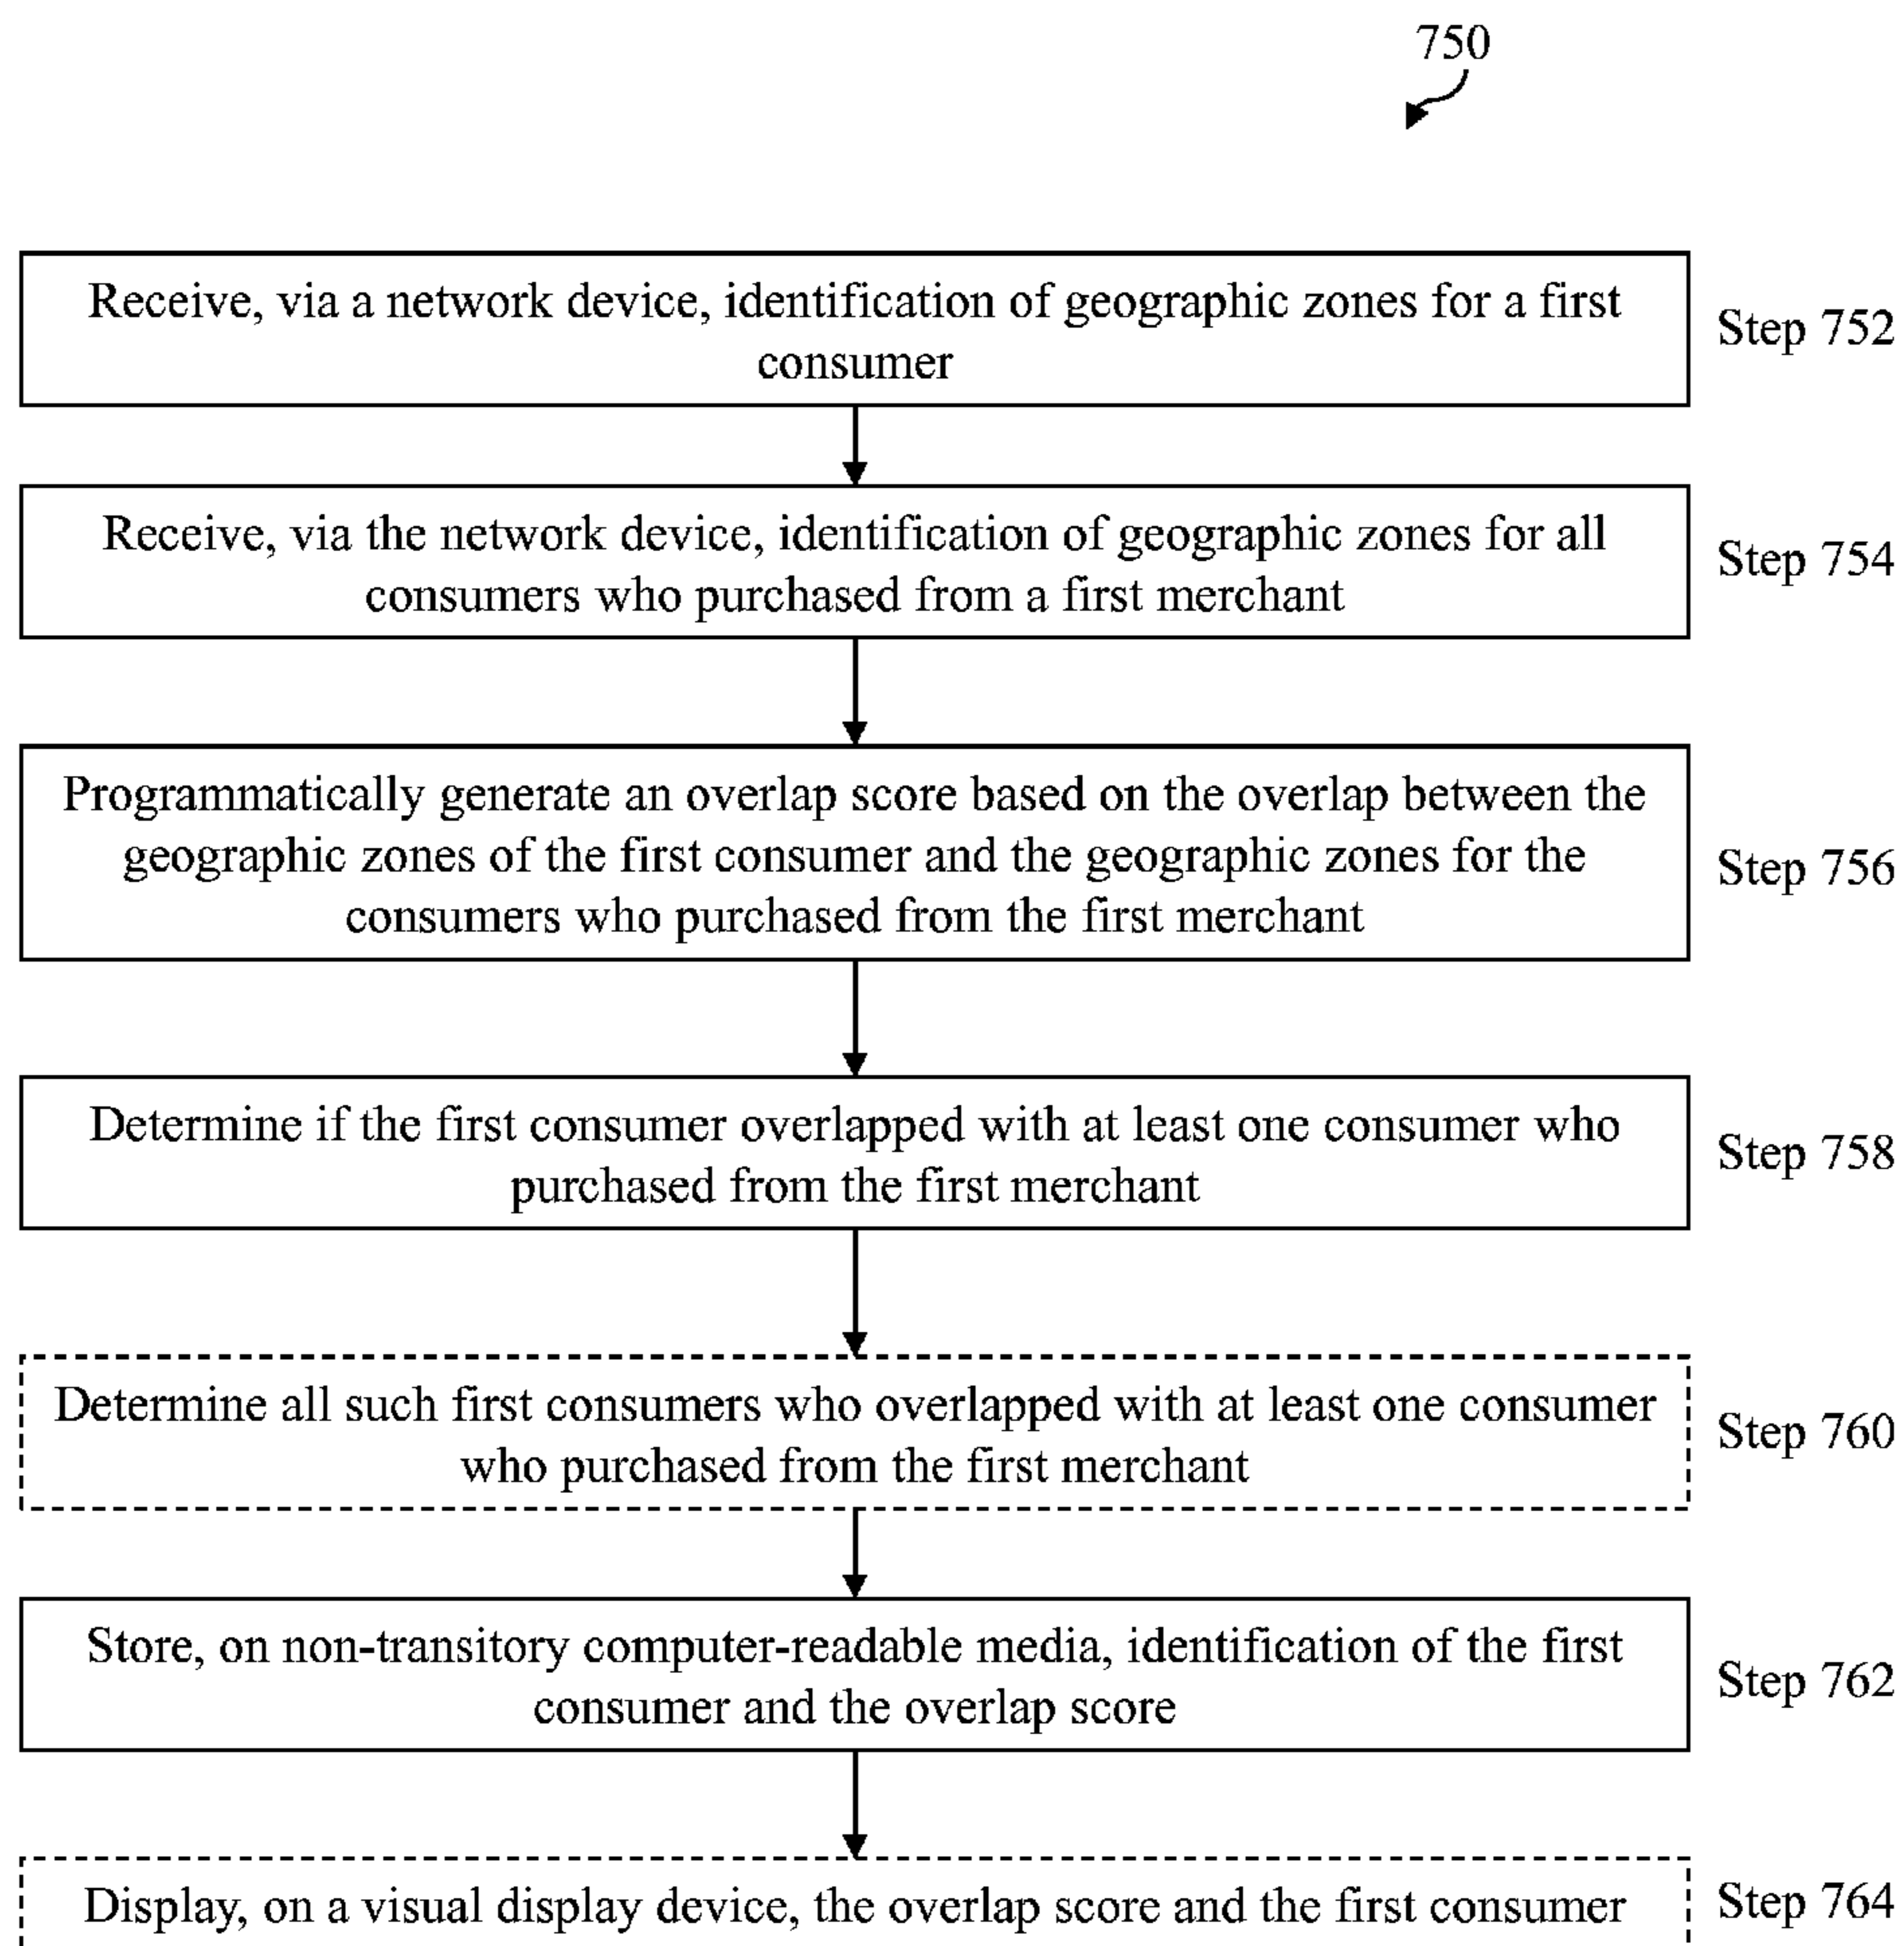 750
Receive, via a network device, identification of geographic zones for a first
consumer
Step 752
Receive, via the network device, identification of geographic zones for all
consumers who purchased from a first merchant
Step 754
Programmatically generate an overlap score based on the overlap between the
geographic zones of the first consumer and the geographic zones for the
consumers who purchased from the first merchant
Step 756
Determine if the first consumer overlapped with at least one consumer who
purchased from the first merchant
Step 758
Determine all such first consumers who overlapped with at least one consumer
who purchased from the first merchant
Step 760
Store, on non-transitory computer-readable media, identification of the first
consumer and the overlap score
Step 762
Display, on a visual display device, the overlap score and the first consumer
Step 764